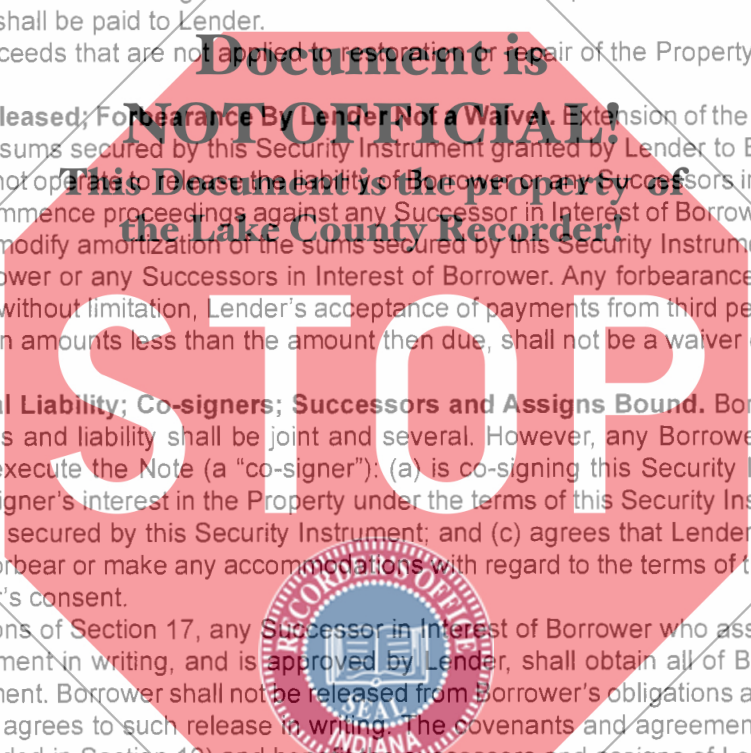 shall be paid to Lender.
ceeds that are not applied to restoration or repair of the Property
Document is
NOT OFFICIAL!
This Document is the property of
the Lake County Recorder!
leased; Forbearance By Lender Not a Waiver. Extension of the
sums secured by this Security Instrument granted by Lender to
not operate to release the liability of Borrower or any Successors in
mmence proceedings against any Successor in Interest of Borrow
modify amortization of the sums secured by this Security Instrum
ower or any Successors in Interest of Borrower. Any forbearance
without limitation, Lender's acceptance of payments from third pe
n amounts less than the amount then due, shall not be a waiver
STOP
al Liability; Co-signers; Successors and Assigns Bound. Bor
s and liability shall be joint and several. However, any Borrowe
execute the Note (a "co-signer"): (a) is co-signing this Security
igner's interest in the Property under the terms of this Security Ins
secured by this Security Instrument; and (c) agrees that Lender
orbear or make any accommodations with regard to the terms of
r's consent.
ons of Section 17, any Successor in Interest of Borrower who ass
ment in writing, and is approved by Lender, shall obtain all of B
ment. Borrower shall not be released from Borrower's obligations a
agrees to such release in writing. The covenants and agreemen
RECORDER'S OFFICE
SEAL
INDIANA